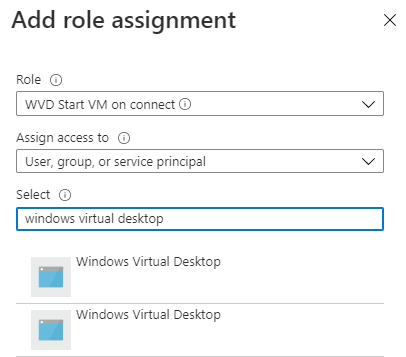 Add role assignment
Role
WVD Start VM on connect
Assign access to
User, group, or service principal
Select
windows virtual desktop
Windows Virtual Desktop
Windows Virtual Desktop